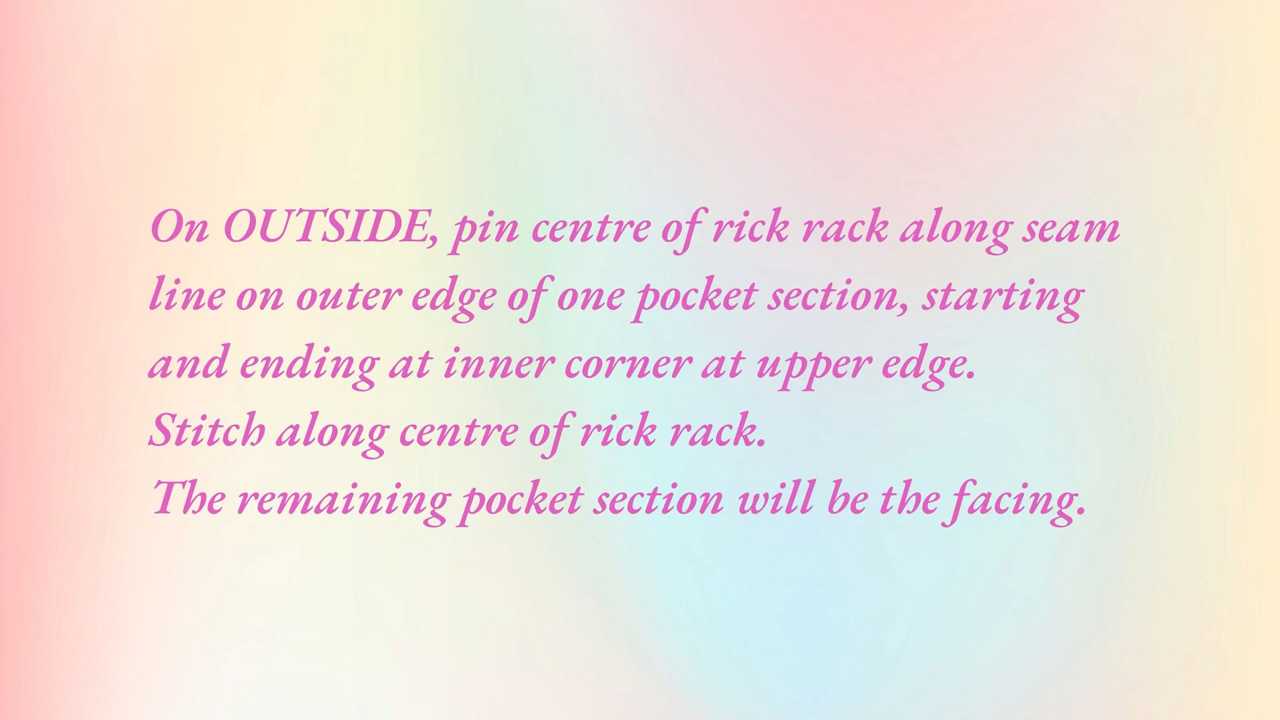 On OUTSIDE, pin centre of rick rack along seam
line on outer edge of one pocket section, starting
and ending at inner corner at upper edge.
Stitch along centre of rick rack.
The remaining pocket section will be the facing.